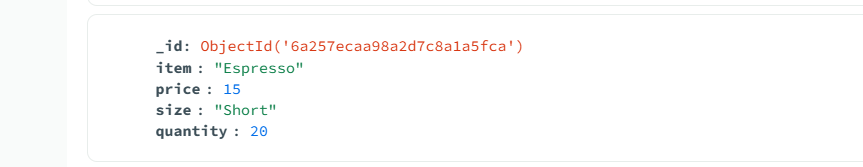 _id: ObjectId('6a257ecaa98a2d7c8a1a5fca')
item : "Espresso"
price : 15
size : "Short"
quantity : 20